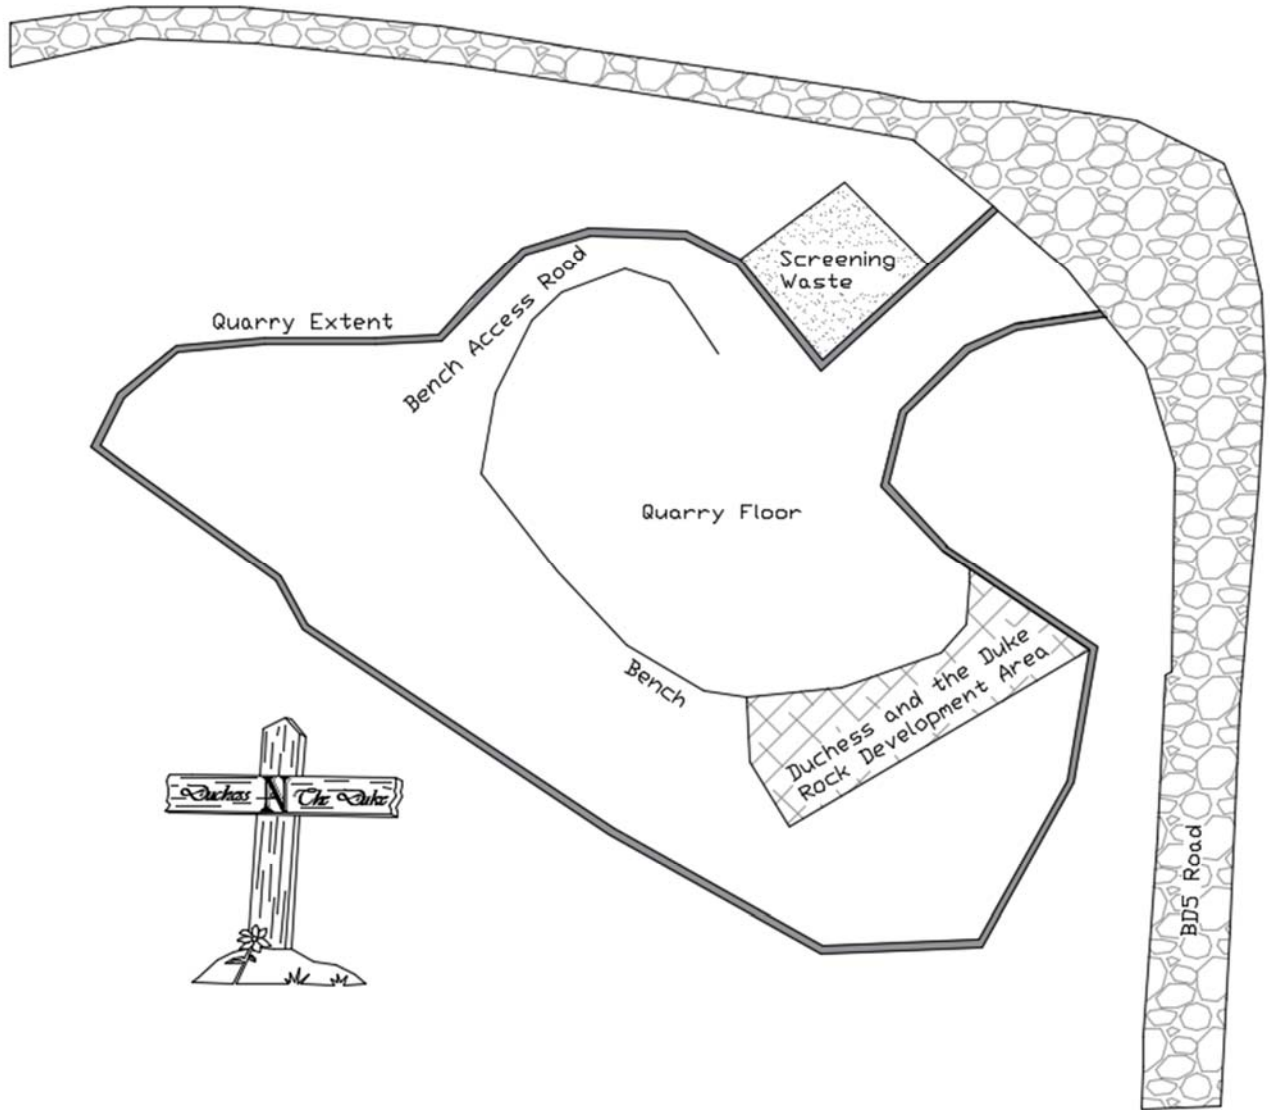 Screening
Waste
Quarry Extent
Bench Access Road
Quarry Floor
Bench
Duchess and the Duke
Rock Development Area
Duchess N The Duke
BD5 Road